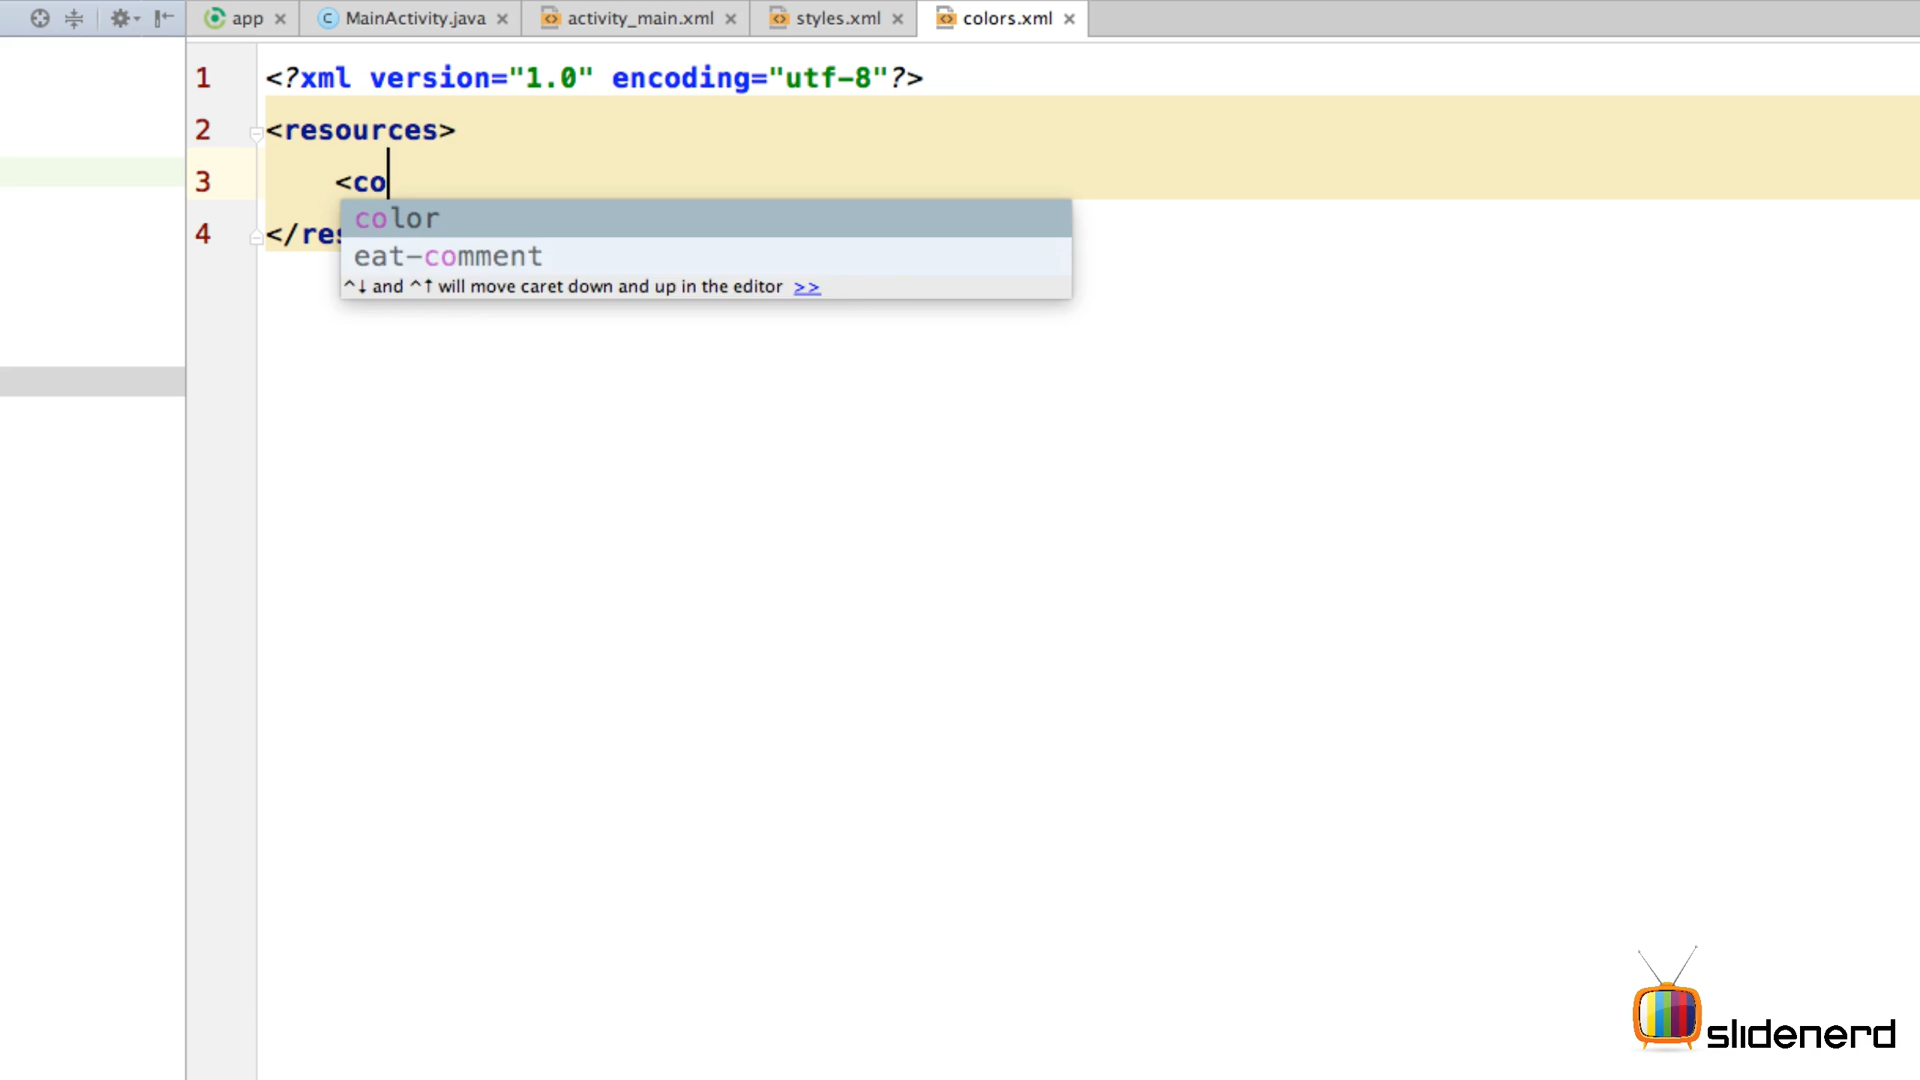 app MainActivity.java activity_main.xml styles.xml colors.xml
1 <?xml version="1.0" encoding="utf-8"?>
2 <resources>
3 <co
color
4 </res
eat-comment
^↓ and ^↑ will move caret down and up in the editor >>
slidenerd